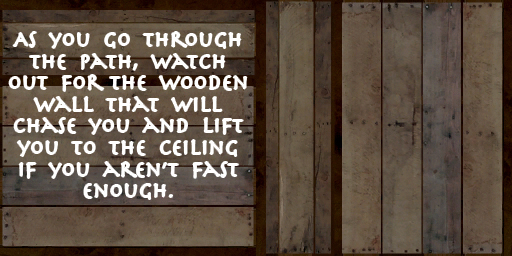 AS YOU GO THROUGH
THE PATH, WATCH
OUT FOR THE WOODEN
WALL THAT WILL
CHASE YOU AND LIFT
YOU TO THE CEILING
IF YOU AREN'T FAST
ENOUGH.